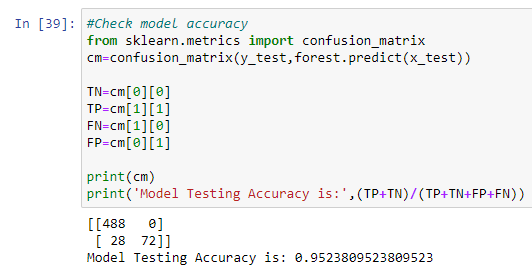 In [39]: #Check model accuracy
from sklearn.metrics import confusion_matrix
cm=confusion_matrix(y_test,forest.predict(x_test))
TN=cm[0][0]
TP=cm[1][1]
FN=cm[1][0]
FP=cm[0][1]
print(cm)
print('Model Testing Accuracy is:',(TP+TN)/(TP+TN+FP+FN))
[[488   0]
 [ 28  72]]
Model Testing Accuracy is: 0.9523809523809523